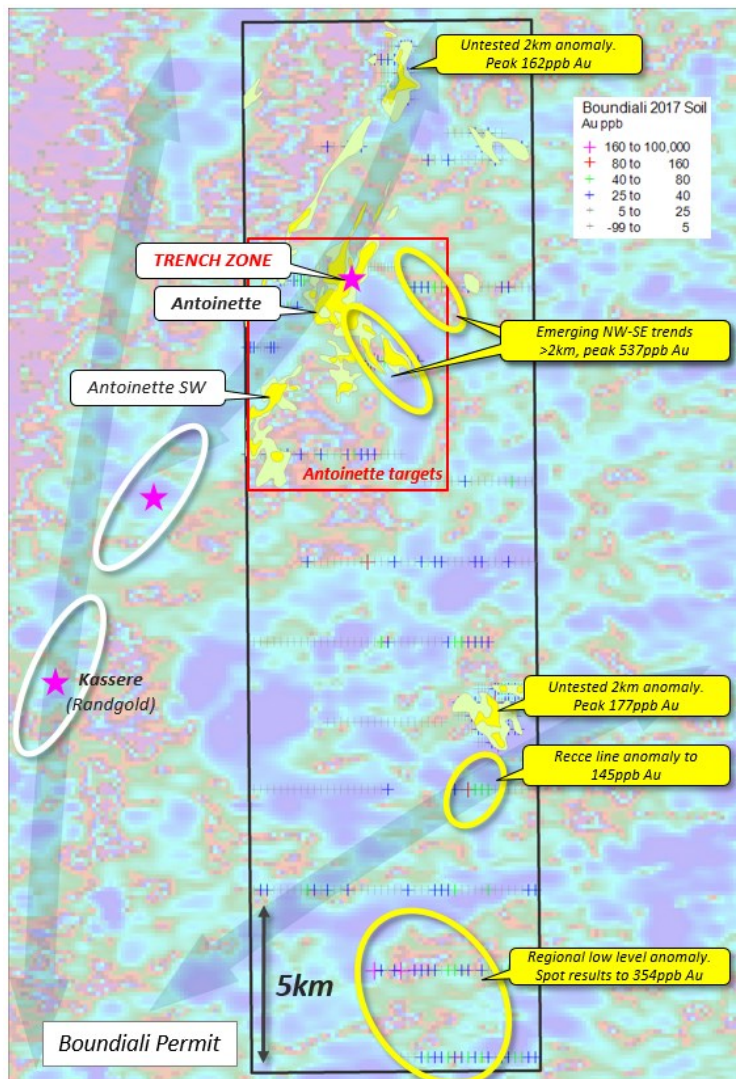 Untested 2km anomaly.
Peak 162ppb Au
Boundiali 2017 Soil
Au ppb
160 to 100,000
80 to 160
40 to 80
25 to 40
5 to 25
-99 to 5
TRENCH ZONE
Antoinette
Emerging NW-SE trends
>2km, peak 537ppb Au
Antoinette SW
Antoinette targets
Kassere
(Randgold)
Untested 2km anomaly.
Peak 177ppb Au
Recce line anomaly to
145ppb Au
Regional low level anomaly.
Spot results to 354ppb Au
5km
Boundiali Permit